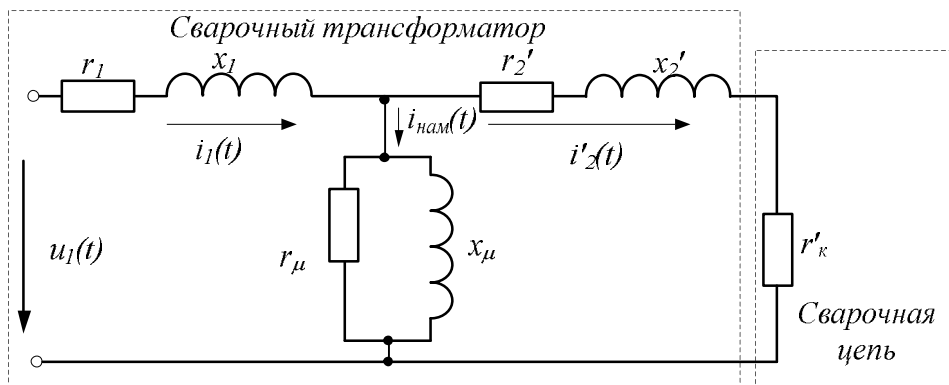 Сварочный трансформатор
r1
x1
r2'
x2'
iнам(t)
i1(t)
i'2(t)
u1(t)
rμ
xμ
r'к
Сварочная
цепь